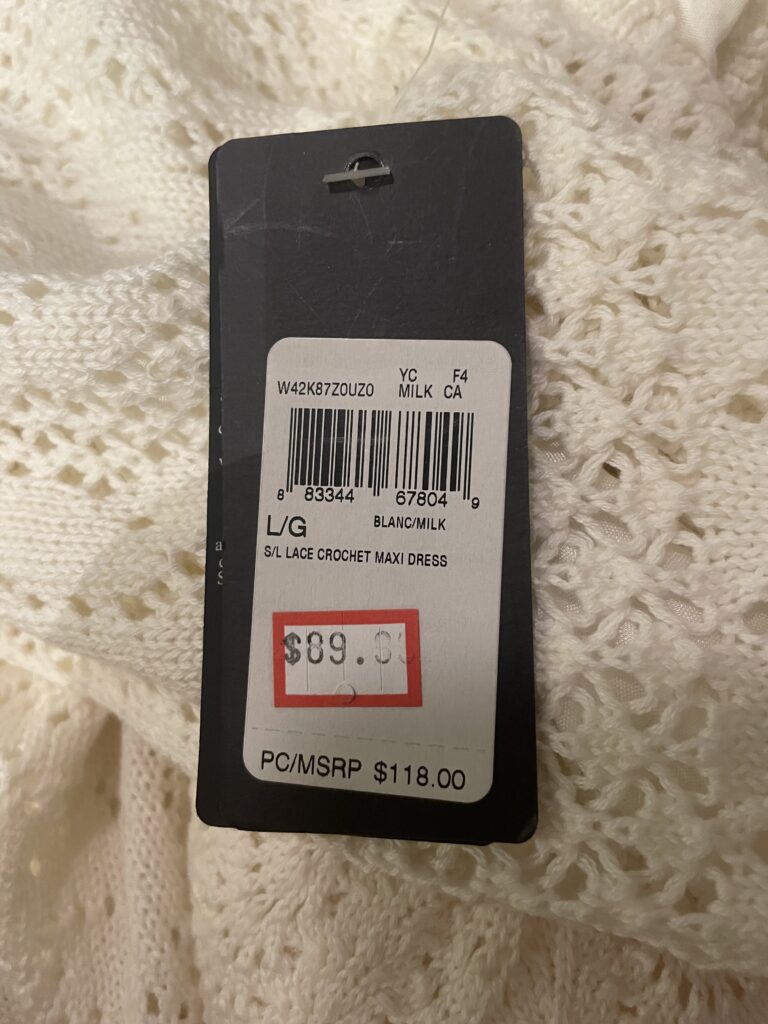 YC F4
W42K87Z0UZ0 MILK CA
8 83344 67804 9
L/G BLANC/MILK
S/L LACE CROCHET MAXI DRESS
PC/MSRP $118.00